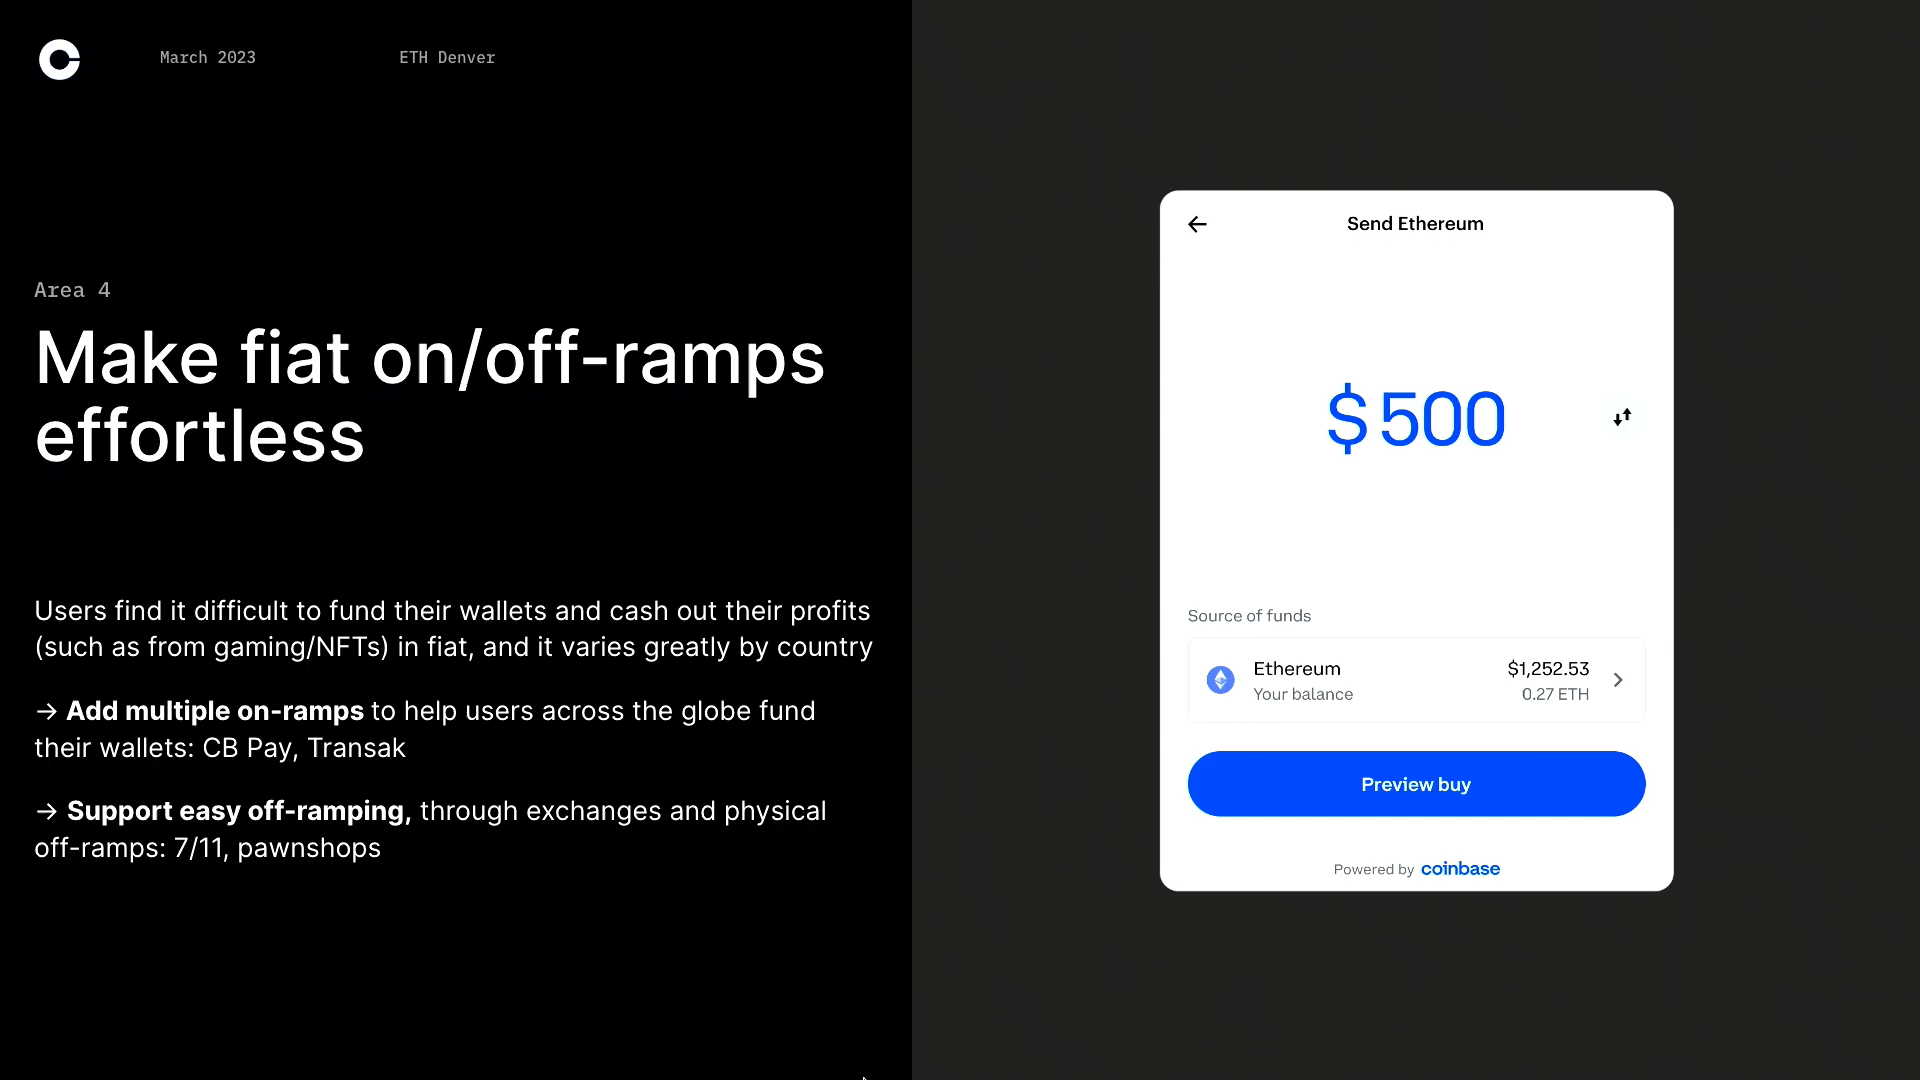 March 2023
ETH Denver
Area 4
Make fiat on/off-ramps
effortless
Users find it difficult to fund their wallets and cash out their profits
(such as from gaming/NFTs) in fiat, and it varies greatly by country
→ Add multiple on-ramps to help users across the globe fund
their wallets: CB Pay, Transak
→ Support easy off-ramping, through exchanges and physical
off-ramps: 7/11, pawnshops
Send Ethereum
$500
Source of funds
Ethereum
$1,252.53
Your balance
0.27 ETH
Preview buy
Powered by coinbase